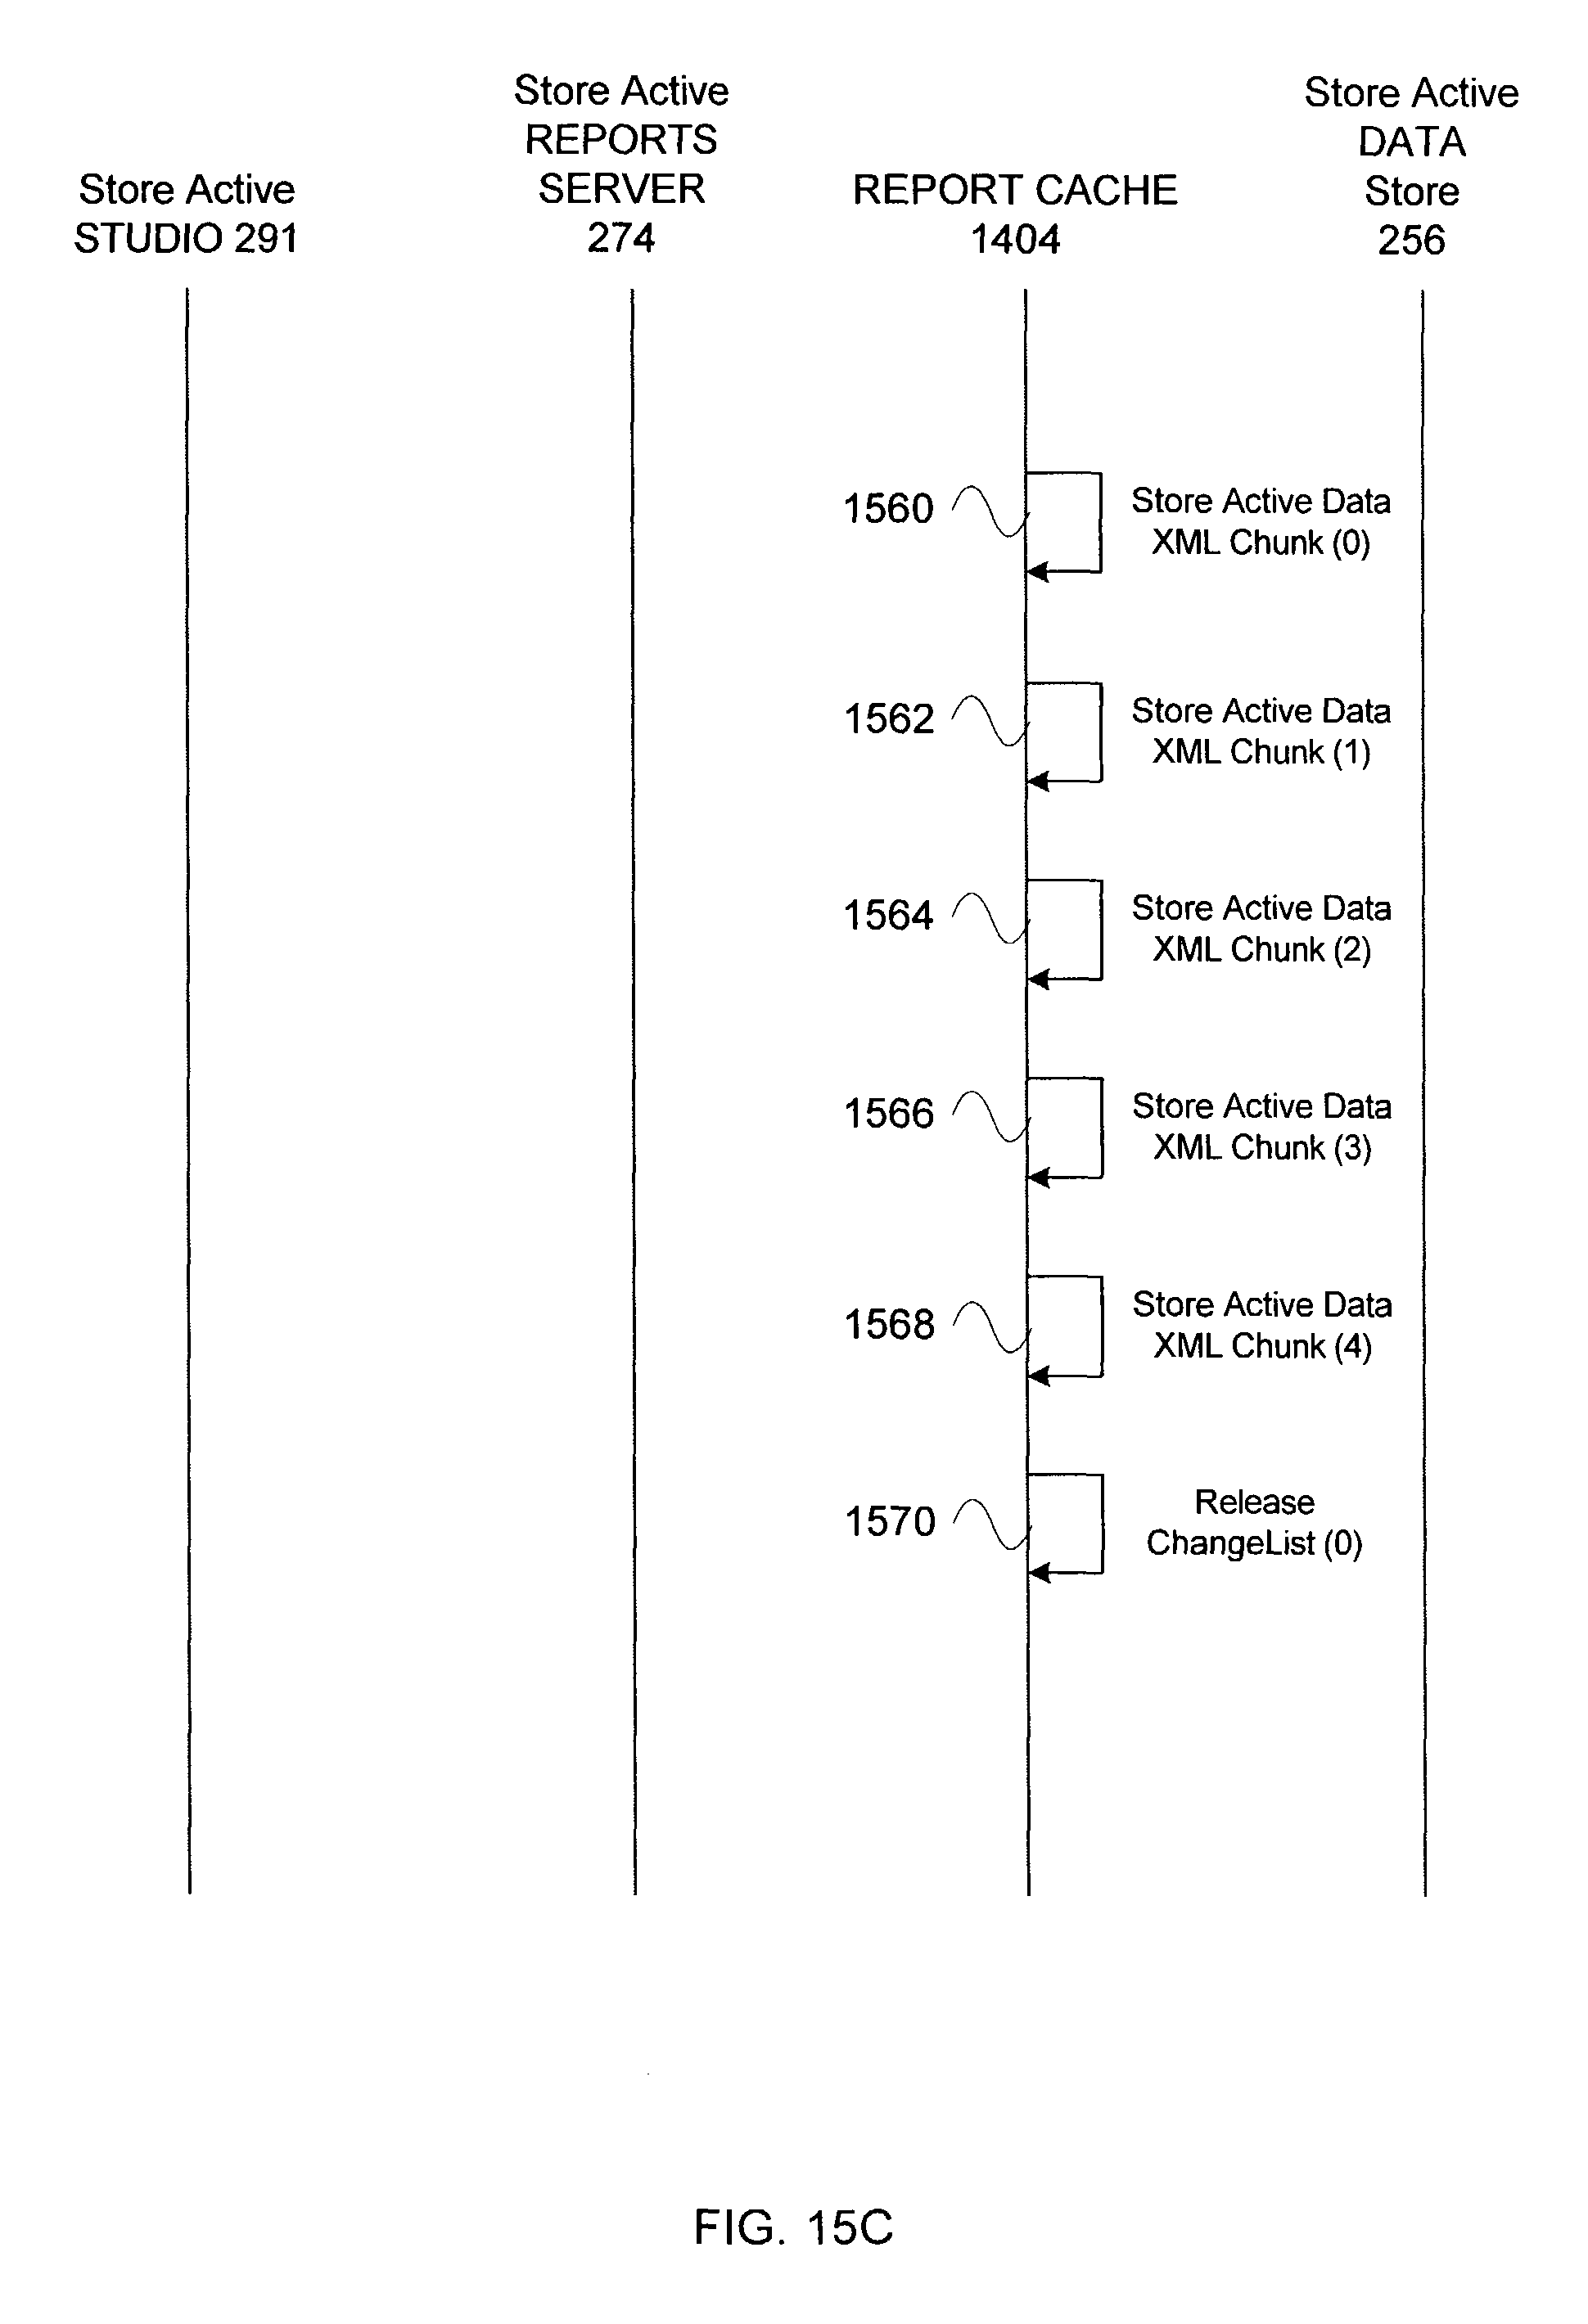 Store Active
STUDIO 291
Store Active
REPORTS
SERVER
274
REPORT CACHE
1404
Store Active
DATA
Store
256
1560
Store Active Data
XML Chunk (0)
1562
Store Active Data
XML Chunk (1)
1564
Store Active Data
XML Chunk (2)
1566
Store Active Data
XML Chunk (3)
1568
Store Active Data
XML Chunk (4)
1570
Release
ChangeList (0)
FIG. 15C